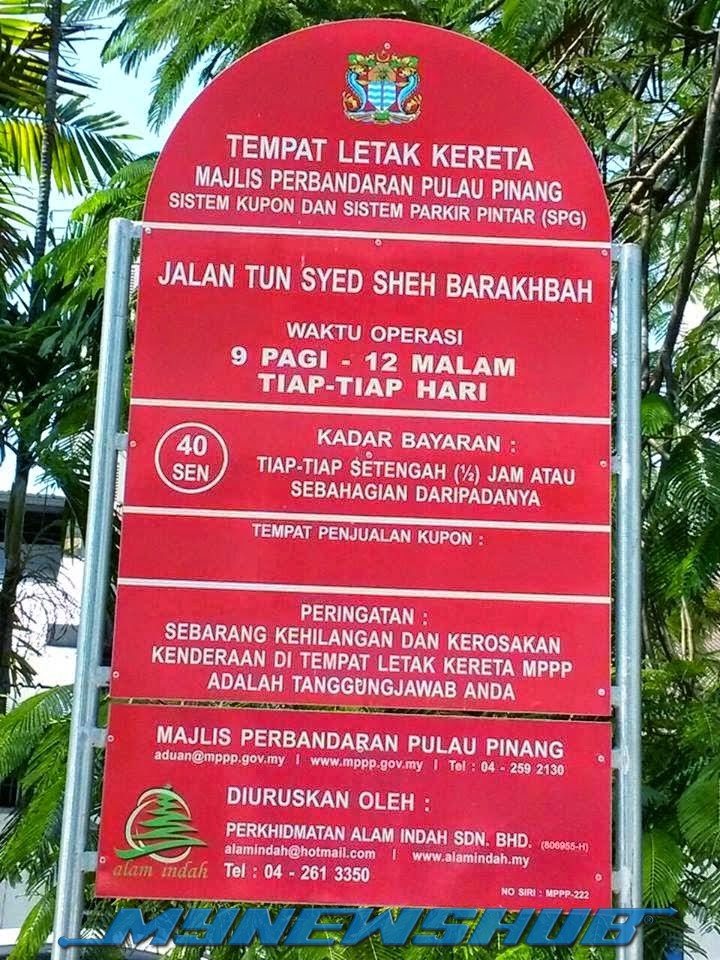 TEMPAT LETAK KERETA
MAJLIS PERBANDARAN PULAU PINANG
SISTEM KUPON DAN SISTEM PARKIR PINTAR (SPG)
JALAN TUN SYED SHEH BARAKHBAH
WAKTU OPERASI
9 PAGI - 12 MALAM
TIAP-TIAP HARI
40
SEN
KADAR BAYARAN :
TIAP-TIAP SETENGAH (½) JAM ATAU
SEBAHAGIAN DARIPADANYA
TEMPAT PENJUALAN KUPON :
PERINGATAN :
SEBARANG KEHILANGAN DAN KEROSAKAN
KENDERAAN DI TEMPAT LETAK KERETA MPPP
ADALAH TANGGUNGJAWAB ANDA
MAJLIS PERBANDARAN PULAU PINANG
aduan@mppp.gov.my | www.mppp.gov.my | Tel : 04 - 259 2130
DIURUSKAN OLEH :
PERKHIDMATAN ALAM INDAH SDN. BHD. (806955-H)
alamindah@hotmail.com | www.alamindah.my
alam indah
Tel : 04 - 261 3350
NO SIRI : MPPP-222
MYNEWSHUB